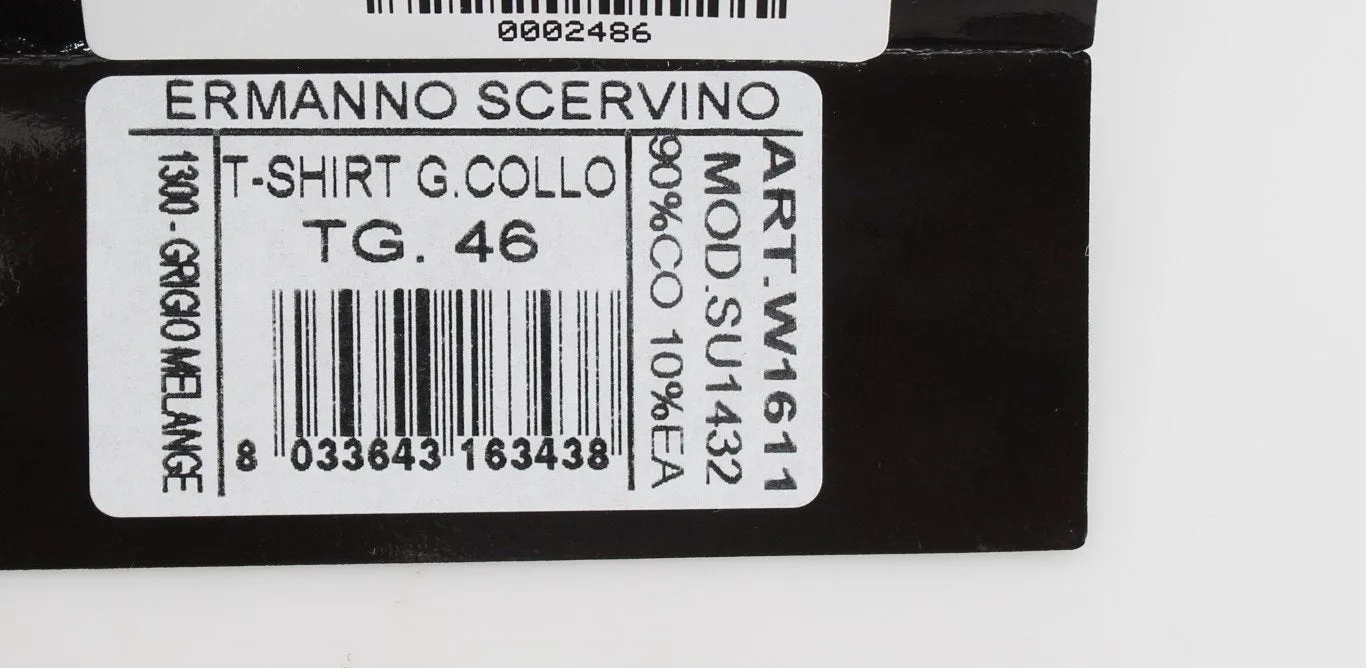 0002486
ERMANNO SCERVINO
1300 - GRIGIO MELANGE
T-SHIRT G.COLLO
TG. 46
8 033643 163438
90%CO 10%EA
MOD.SU1432
ART.W1611